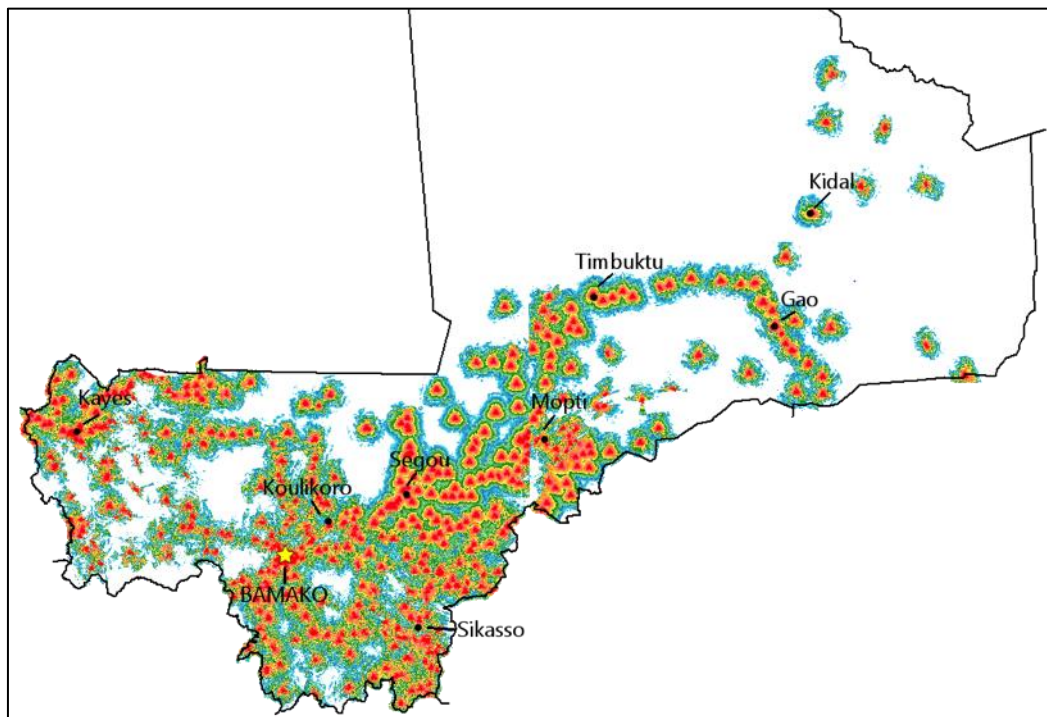 Kidal
Timbuktu
Gao
Kayes
Mopti
Segou
Koulikoro
BAMAKO
Sikasso